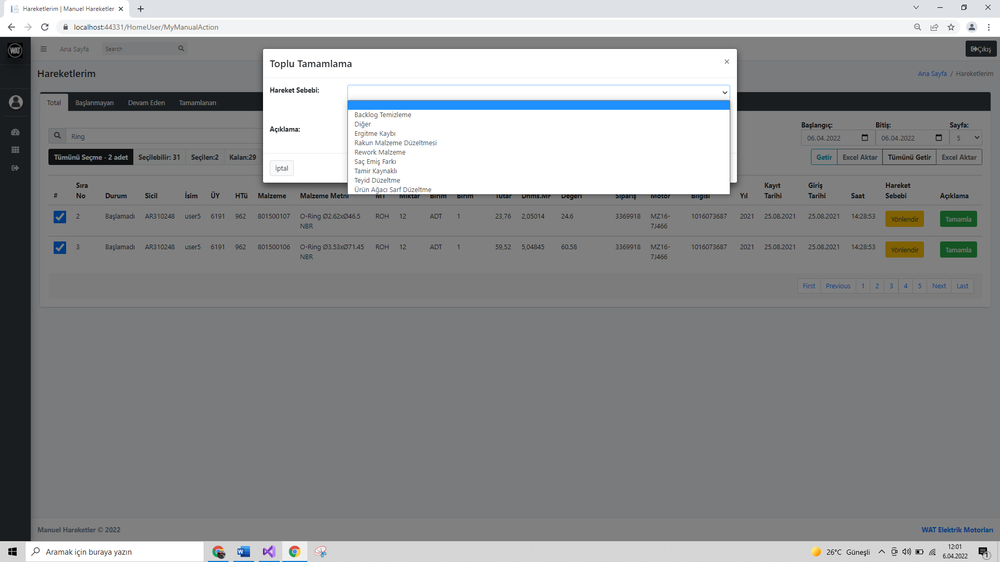 Hareketlerim | Manuel Hareketler
localhost:44331/HomeUser/MyManualAction
WAT
Ana Sayfa
Search
Çıkış
Hareketlerim
Ana Sayfa / Hareketlerim
Toplu Tamamlama
×
Hareket Sebebi:
Backlog Temizleme
Diğer
Ergitme Kaybı
Rakun Malzeme Düzeltmesi
Rework Malzeme
Saç Emiş Farkı
Tamir Kaynaklı
Teyid Düzeltme
Ürün Ağacı Sarf Düzeltme
Açıklama:
İptal
Total Başlanmayan Devam Eden Tamamlanan
Ring
Başlangıç: Bitiş: Sayfa:
06.04.2022 06.04.2022 5
Tümünü Seçme - 2 adet Seçilebilir: 31 Seçilen:2 Kalan:29
Getir Excel Aktar Tümünü Getir Excel Aktar
# Sıra No Durum Sicil İsim ÜY HTü Malzeme Malzeme Metni MT Miktar Birim Birim Tutar Dnms.MF Değeri Sipariş Motor Bilgisi Yıl Kayıt Tarihi Giriş Tarihi Saat Hareket Sebebi Açıklama
2 Başlamadı AR310248 user5 6191 962 801500107 O-Ring Ø2.62xØ46.5 NBR ROH 12 ADT 1 23,76 2,05014 24.6 3369918 MZ16-7J466 1016073687 2021 25.08.2021 25.08.2021 14:28:53 Yönlendir Tamamla
3 Başlamadı AR310248 user5 6191 962 801500106 O-Ring Ø3.53xØ71.45 NBR ROH 12 ADT 1 59,52 5,04845 60.58 3369918 MZ16-7J466 1016073687 2021 25.08.2021 25.08.2021 14:28:53 Yönlendir Tamamla
First Previous 1 2 3 4 5 Next Last
Manuel Hareketler © 2022
WAT Elektrik Motorları
Aramak için buraya yazın
26°C Güneşli
12:01
6.04.2022
1